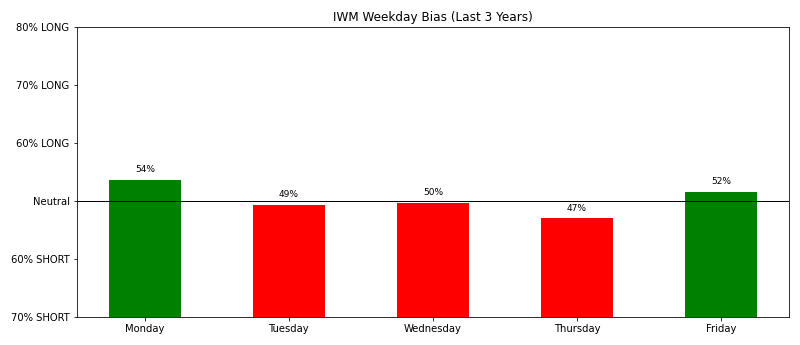 IWM Weekday Bias (Last 3 Years)
80% LONG
70% LONG
60% LONG
Neutral
60% SHORT
70% SHORT
54%
49%
50%
47%
52%
Monday
Tuesday
Wednesday
Thursday
Friday